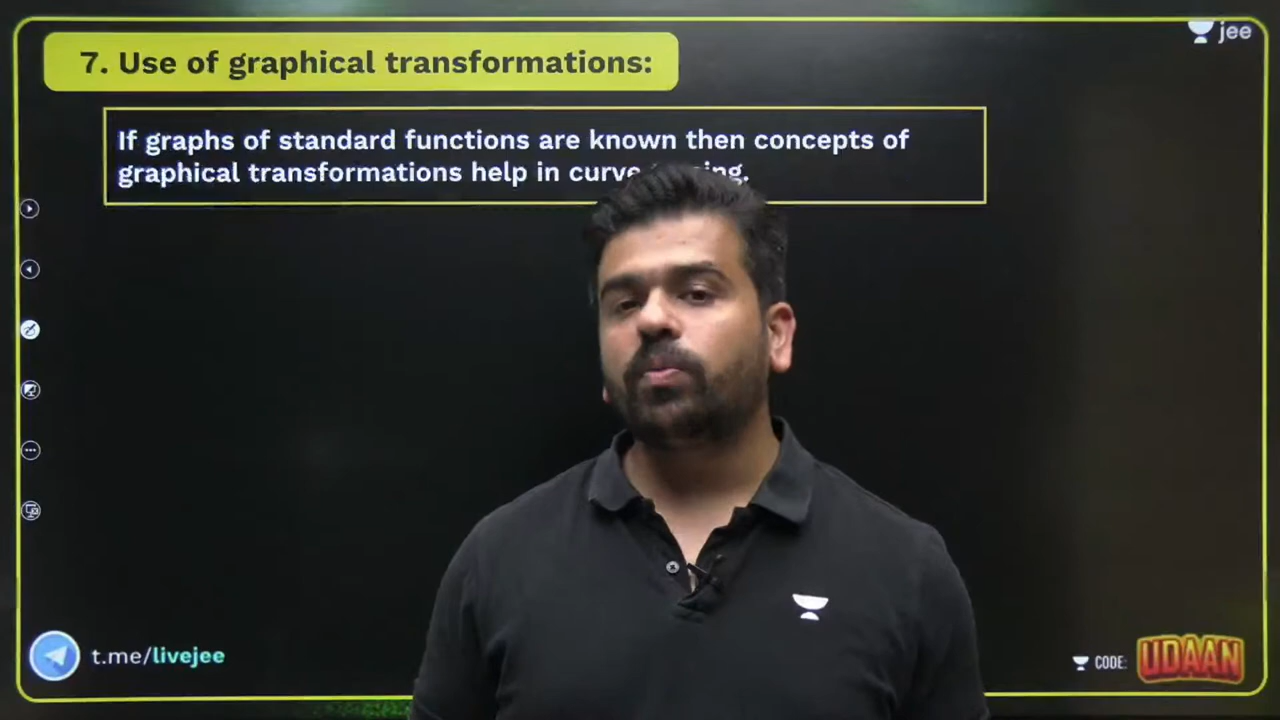 jee
7. Use of graphical transformations:
If graphs of standard functions are known then concepts of
graphical transformations help in curve
t.me/livejee
CODE: UDAAN